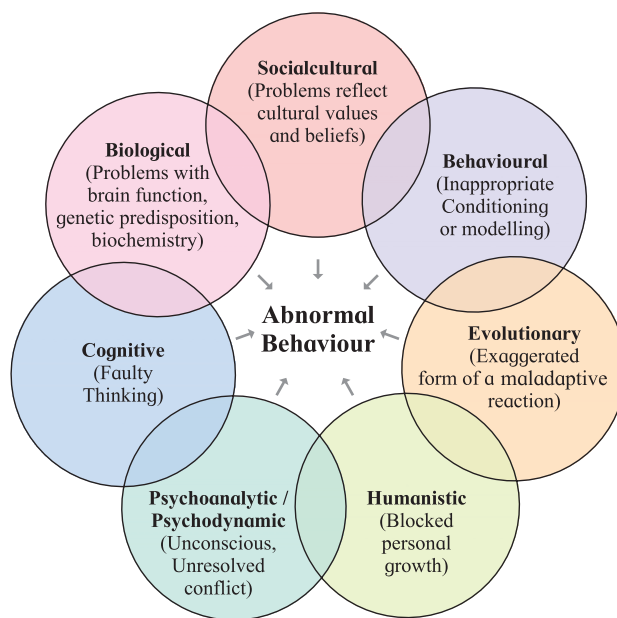 Socialcultural
(Problems reflect
cultural values
and beliefs)
Biological
(Problems with
brain function,
genetic predisposition,
biochemistry)
Behavioural
(Inappropriate
Conditioning
or modelling)
Abnormal
Behaviour
Cognitive
(Faulty
Thinking)
Evolutionary
(Exaggerated
form of a maladaptive
reaction)
Psychoanalytic /
Psychodynamic
(Unconscious,
Unresolved
conflict)
Humanistic
(Blocked
personal
growth)